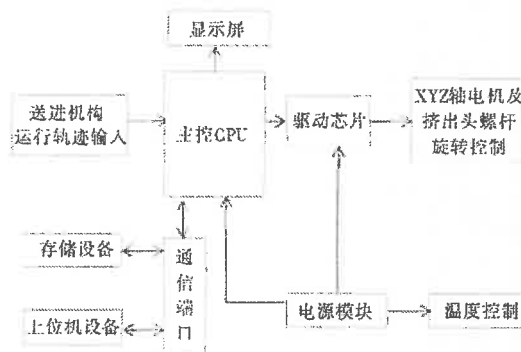 显示屏
送进机构
运行轨迹输入
主控CPU
驱动芯片
XYZ轴电机及
挤出头螺杆
旋转控制
存储设备
通
信
端
口
上位机设备
电源模块
温度控制